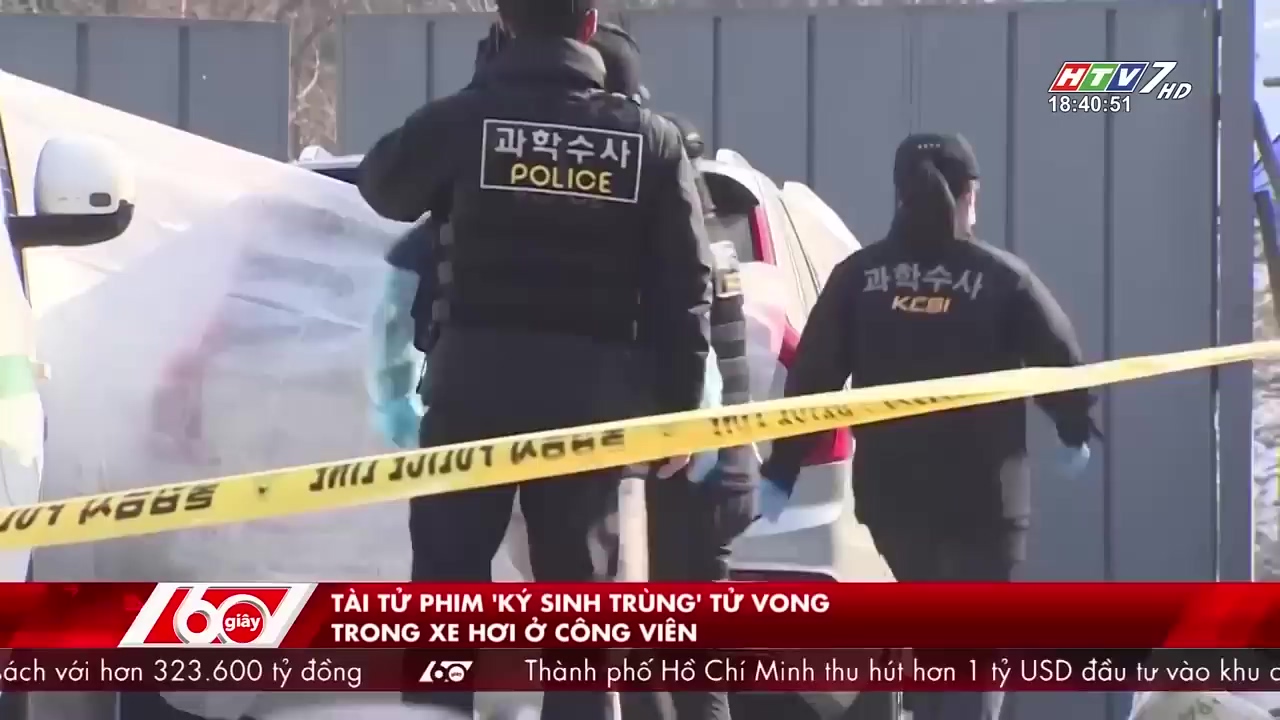 HTV7 HD
18:40:51
과학수사
POLICE
과학수사
KCSI
60 giây
TÀI TỬ PHIM 'KÝ SINH TRÙNG' TỬ VONG
TRONG XE HƠI Ở CÔNG VIÊN
sách với hơn 323.600 tỷ đồng 60 giây Thành phố Hồ Chí Minh thu hút hơn 1 tỷ USD đầu tư vào khu c